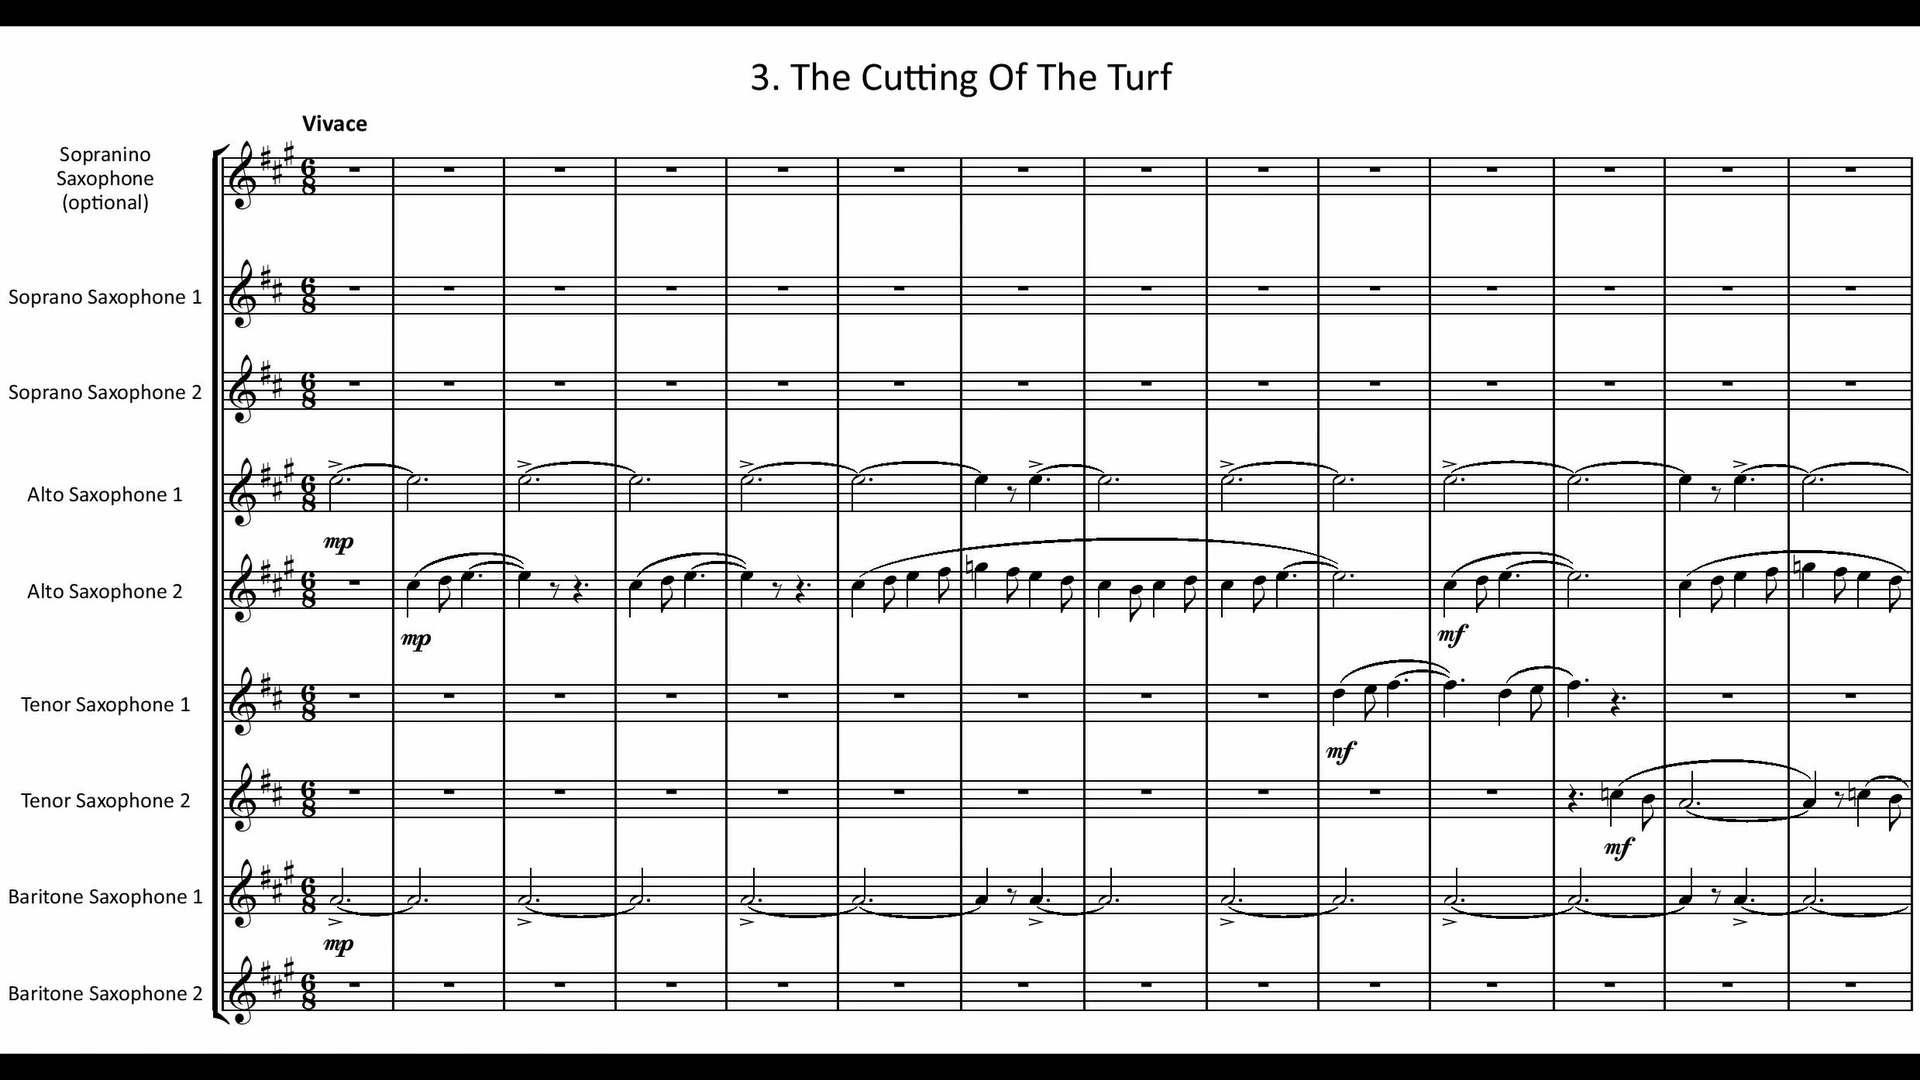 3. The Cutting Of The Turf
Vivace
Sopranino
Saxophone
(optional)
Soprano Saxophone 1
Soprano Saxophone 2
Alto Saxophone 1
mp
Alto Saxophone 2
mp
mf
Tenor Saxophone 1
mf
Tenor Saxophone 2
mf
Baritone Saxophone 1
mp
Baritone Saxophone 2